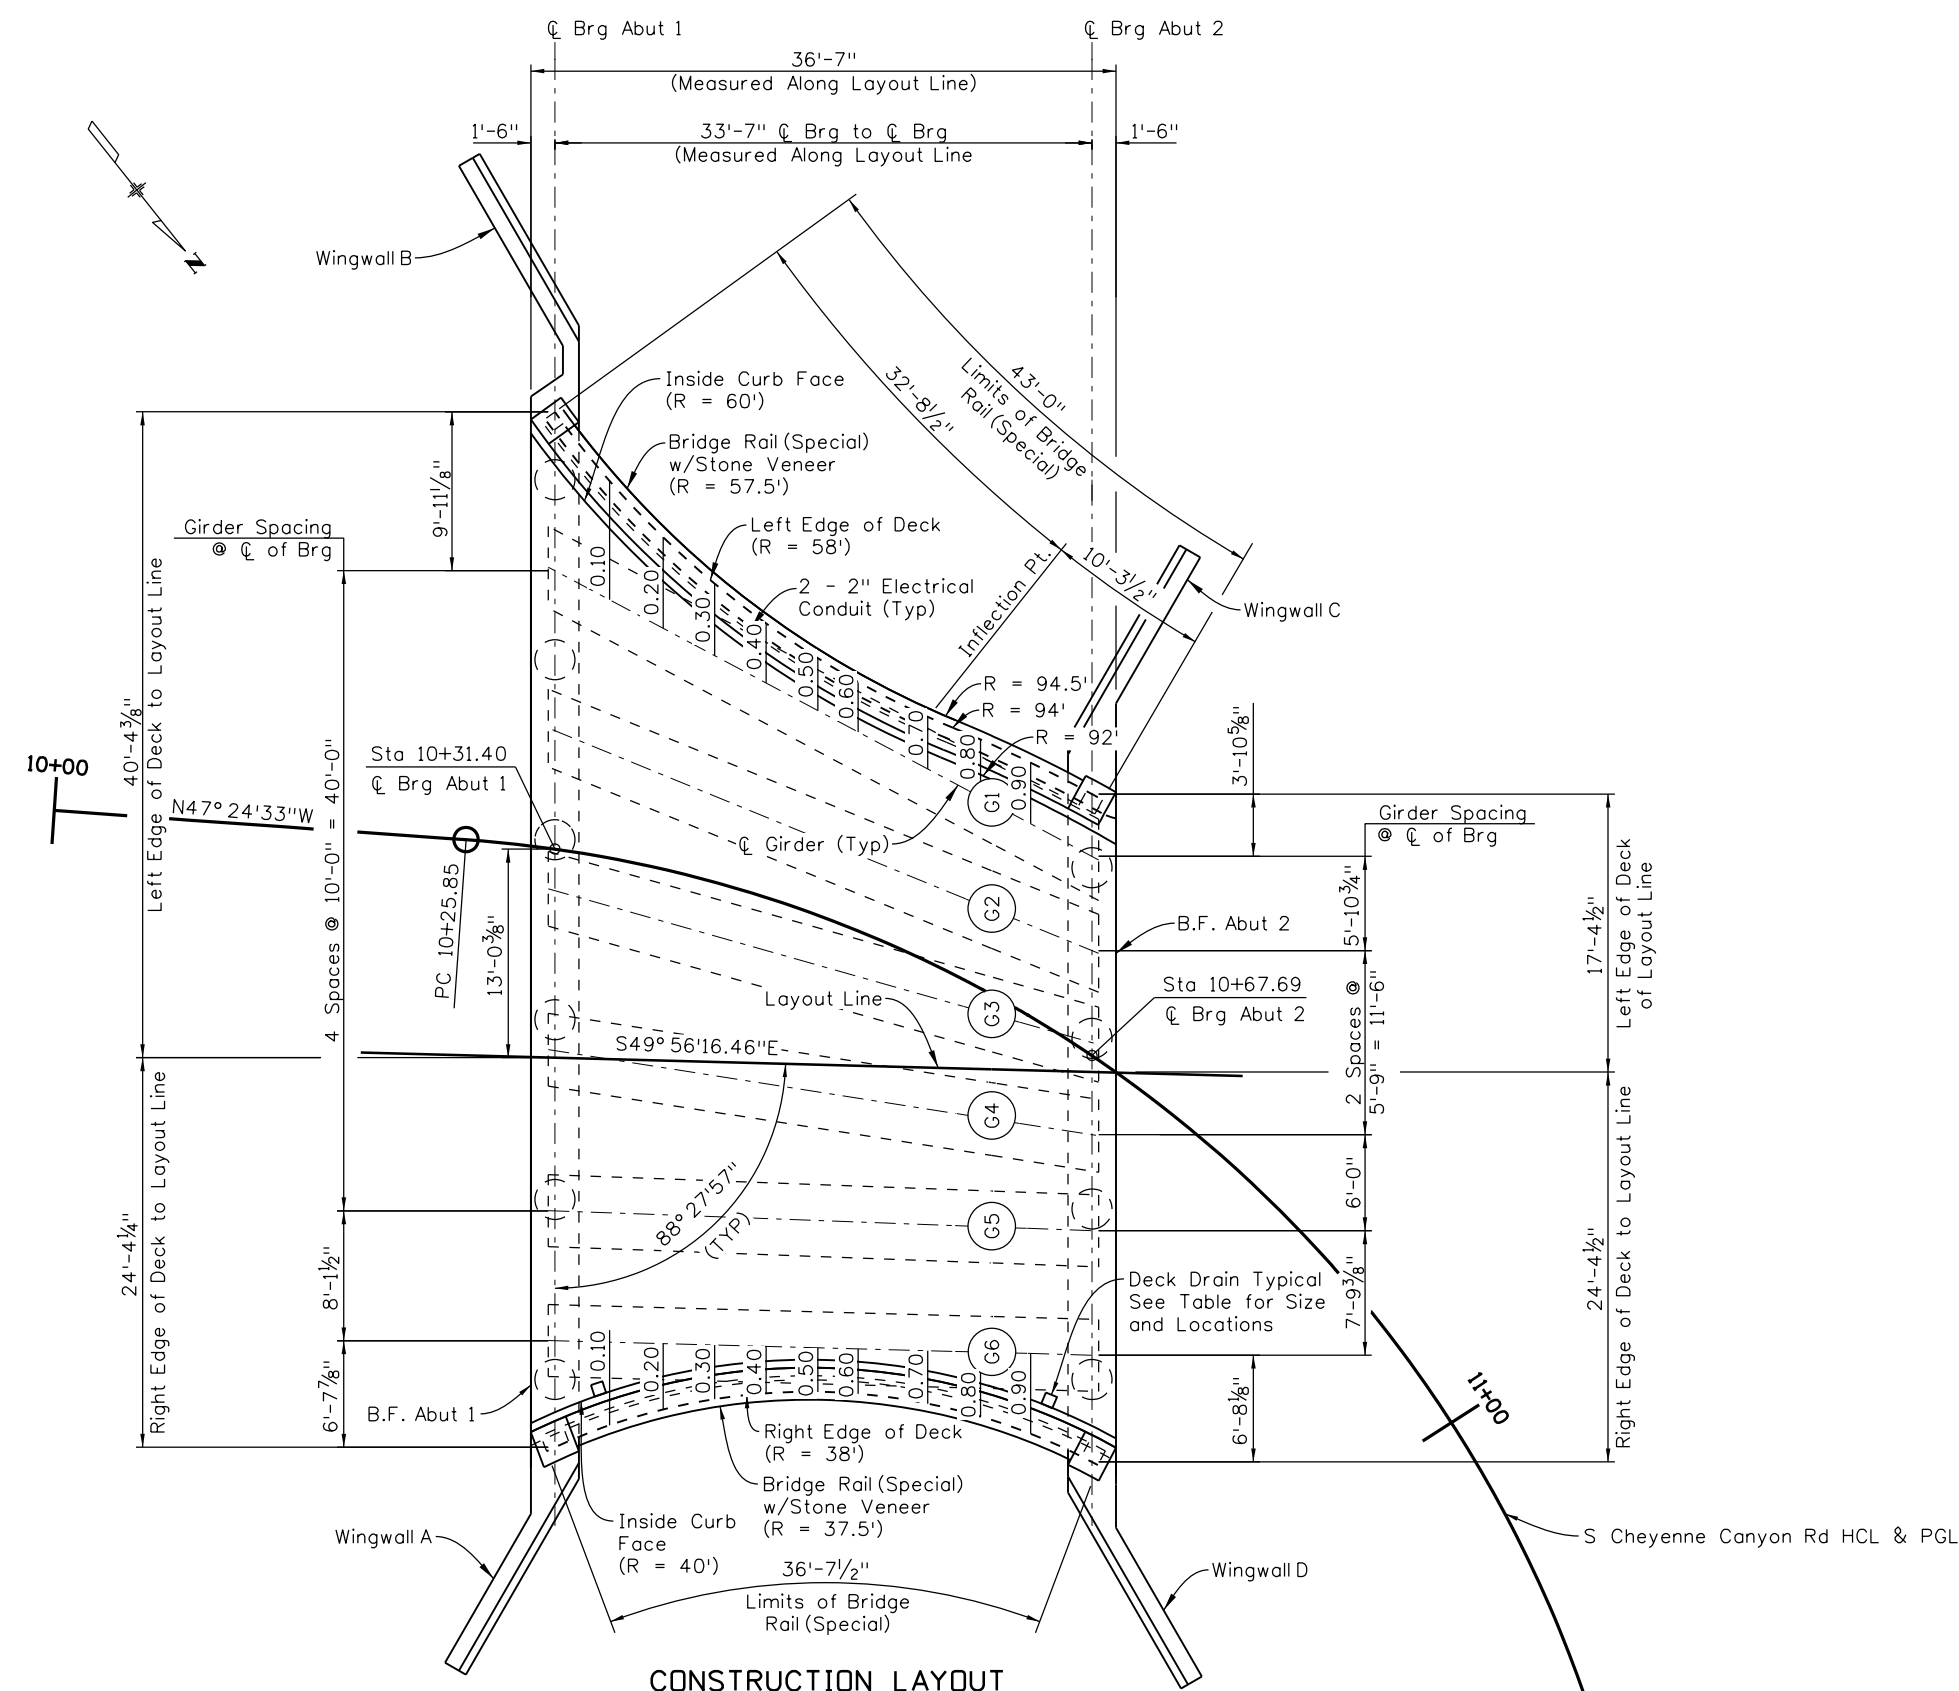 ℄ Brg Abut 1
℄ Brg Abut 2
36'-7"
(Measured Along Layout Line)
1'-6"
33'-7" ℄ Brg to ℄ Brg
1'-6"
(Measured Along Layout Line
N
Wingwall B
43'-0"
Limits of Bridge
Rail (Special)
32'-8½"
10'-3½"
Inflection Pt.
Inside Curb Face
(R = 60')
Bridge Rail (Special)
w/Stone Veneer
(R = 57.5')
Left Edge of Deck
(R = 58')
2 - 2" Electrical
Conduit (Typ)
Wingwall C
9'-11⅛"
Girder Spacing
@ ℄ of Brg
40'-4⅜"
Left Edge of Deck to Layout Line
4 Spaces @ 10'-0" = 40'-0"
0.10
0.20
0.30
0.40
0.50
0.60
0.70
0.80
0.90
R = 94.5'
R = 94'
R = 92'
3'-10⅝"
Girder Spacing
@ ℄ of Brg
10+00
N47° 24'33"W
Sta 10+31.40
℄ Brg Abut 1
PC 10+25.85
13'-0⅜"
℄ Girder (Typ)
G1
G2
G3
G4
G5
G6
B.F. Abut 2
5'-10¾"
17'-4½"
Left Edge of Deck
of Layout Line
Sta 10+67.69
℄ Brg Abut 2
Layout Line
S49° 56'16.46"E
2 Spaces @
5'-9" = 11'-6"
24'-4¼"
Right Edge of Deck to Layout Line
88° 27'57"
(TYP)
6'-0"
8'-1½"
Deck Drain Typical
See Table for Size
and Locations
7'-9⅜"
24'-4½"
Right Edge of Deck to Layout Line
6'-7⅞"
0.10
0.20
0.30
0.40
0.50
0.60
0.70
0.80
0.90
6'-8⅛"
B.F. Abut 1
Right Edge of Deck
(R = 38')
Bridge Rail (Special)
w/Stone Veneer
(R = 37.5')
Inside Curb
Face
(R = 40')
11+00
Wingwall A
S Cheyenne Canyon Rd HCL & PGL
36'-7½"
Limits of Bridge
Rail (Special)
Wingwall D
CONSTRUCTION LAYOUT